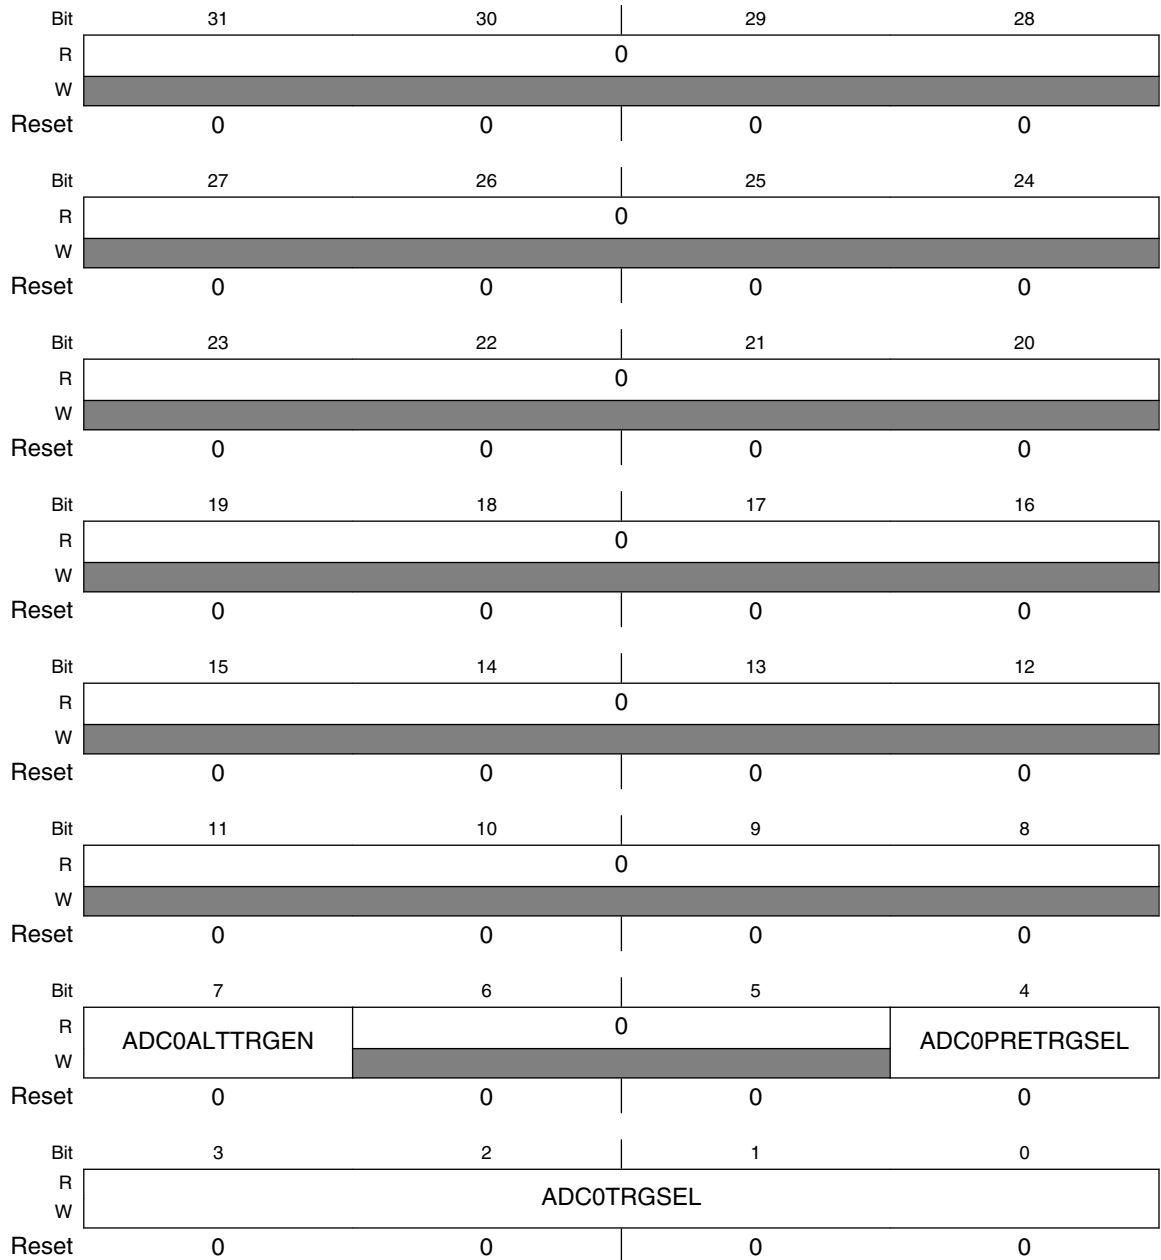 Bit 31 30 29 28
R 0
W
Reset 0 0 0 0
Bit 27 26 25 24
R 0
W
Reset 0 0 0 0
Bit 23 22 21 20
R 0
W
Reset 0 0 0 0
Bit 19 18 17 16
R 0
W
Reset 0 0 0 0
Bit 15 14 13 12
R 0
W
Reset 0 0 0 0
Bit 11 10 9 8
R 0
W
Reset 0 0 0 0
Bit 7 6 5 4
R ADC0ALTTRGEN 0 ADC0PRETRGSEL
W
Reset 0 0 0 0
Bit 3 2 1 0
R ADC0TRGSEL
W
Reset 0 0 0 0